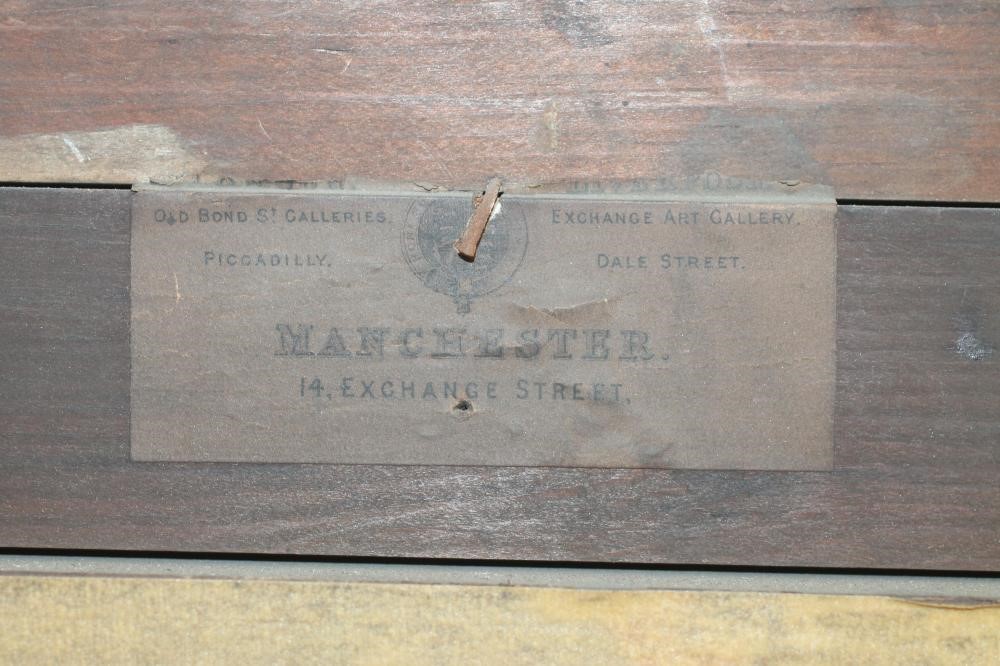 OLD BOND ST GALLERIES. EXCHANGE ART GALLERY.
PICCADILLY. DALE STREET.
MANCHESTER.
14, EXCHANGE STREET.